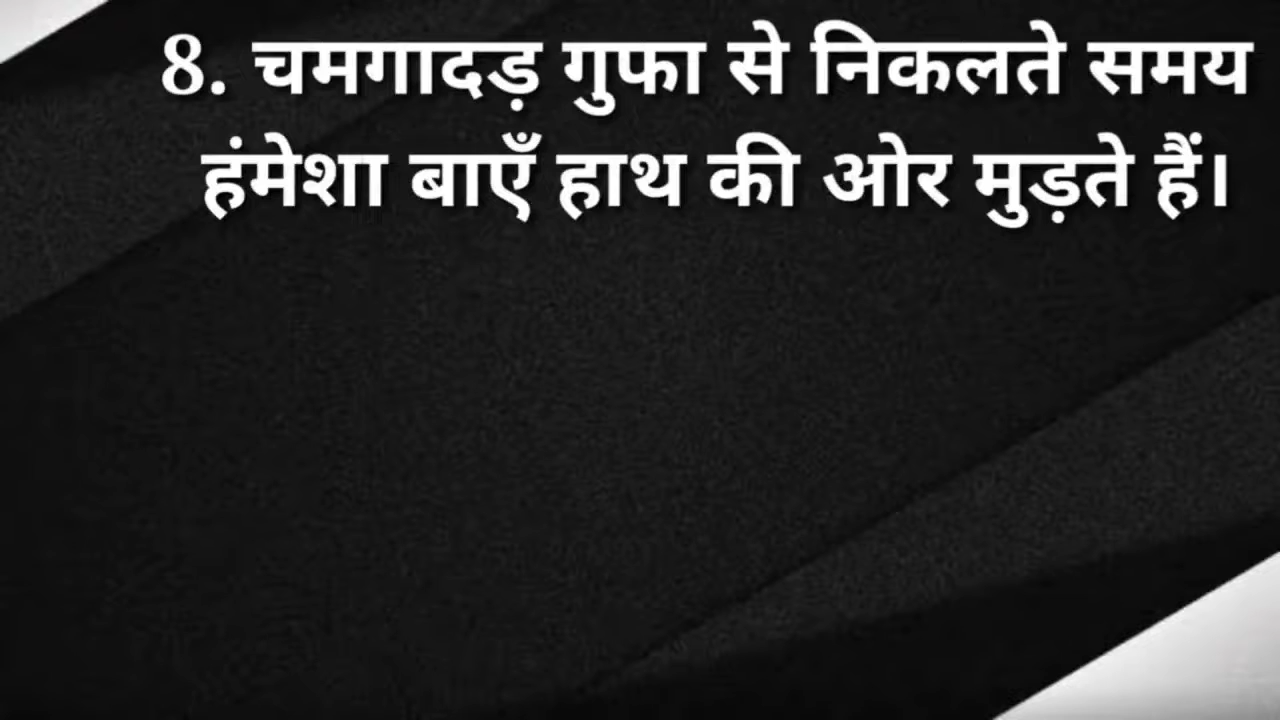 8. चमगादड़ गुफा से निकलते समय
हंमेशा बाएँ हाथ की ओर मुड़ते हैं।